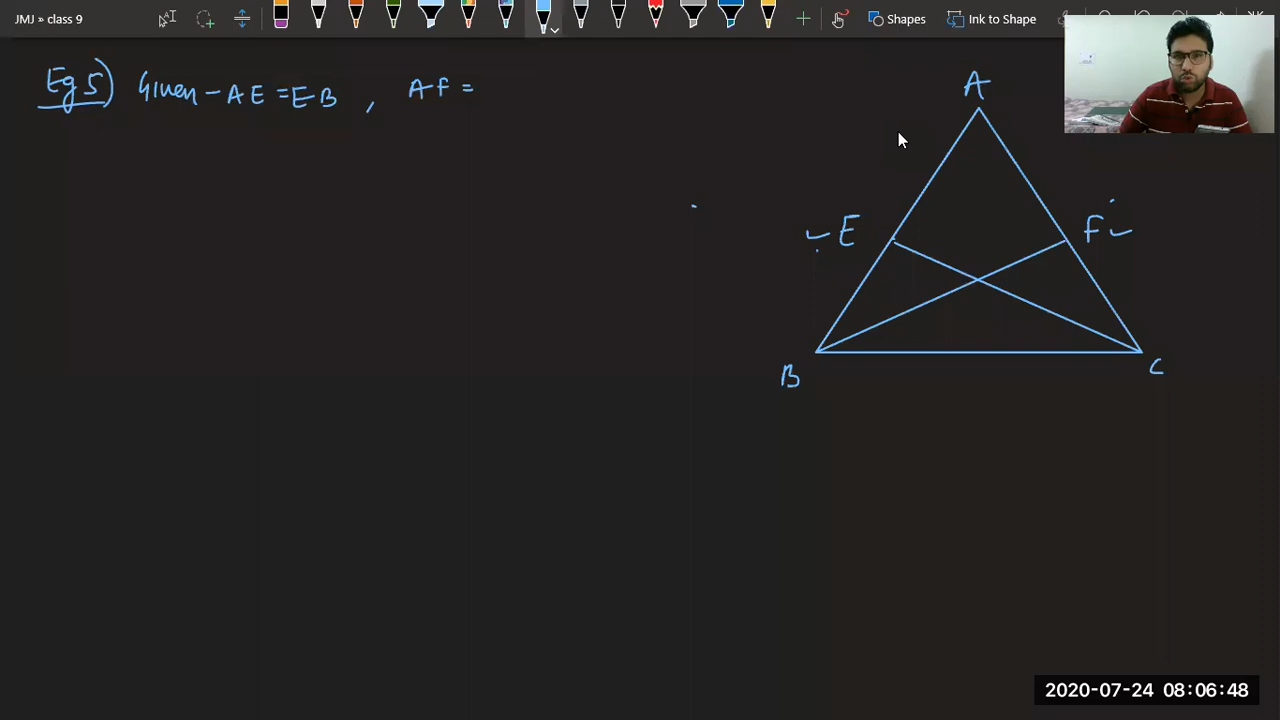 JMJ » class 9
Shapes
Ink to Shape
Eg 5) Given - AE = EB , AF =
A
E
F
B
C
2020-07-24 08:06:48